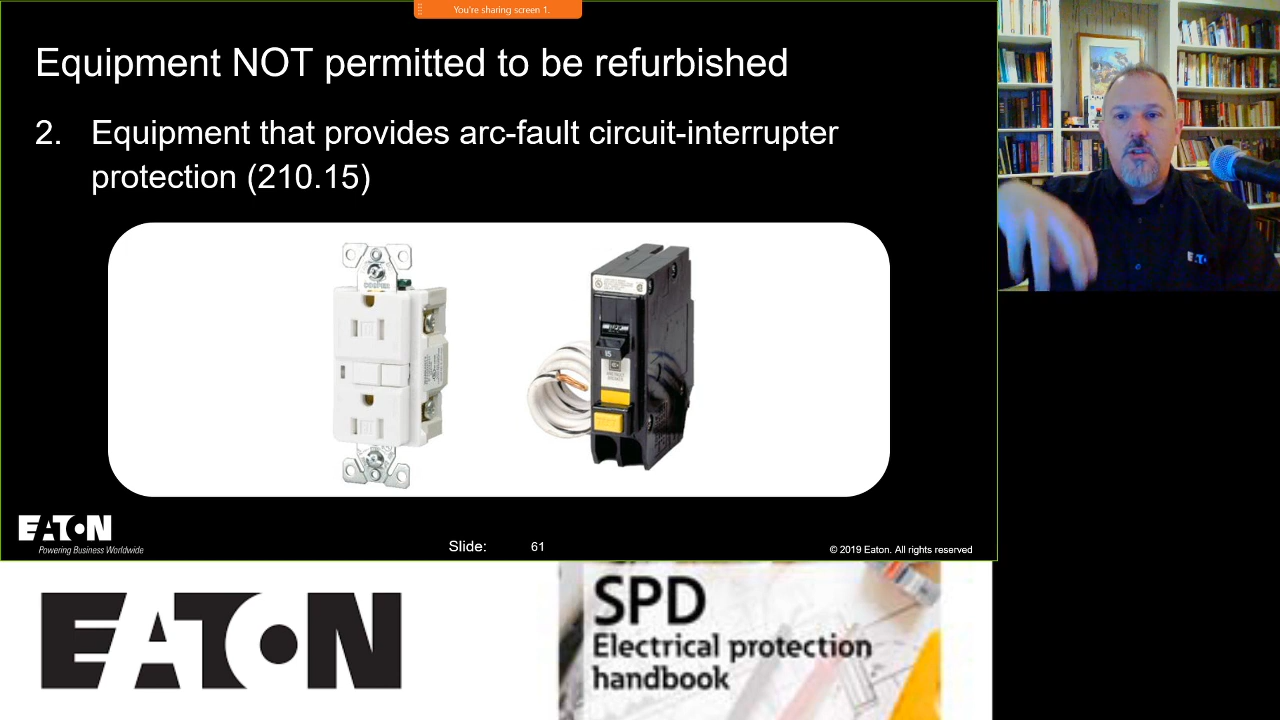 You're sharing screen 1.
Equipment NOT permitted to be refurbished
2. Equipment that provides arc-fault circuit-interrupter
protection (210.15)
15
EATON
Powering Business Worldwide
Slide: 61
© 2019 Eaton. All rights reserved
EATON
SPD
Electrical protection
handbook